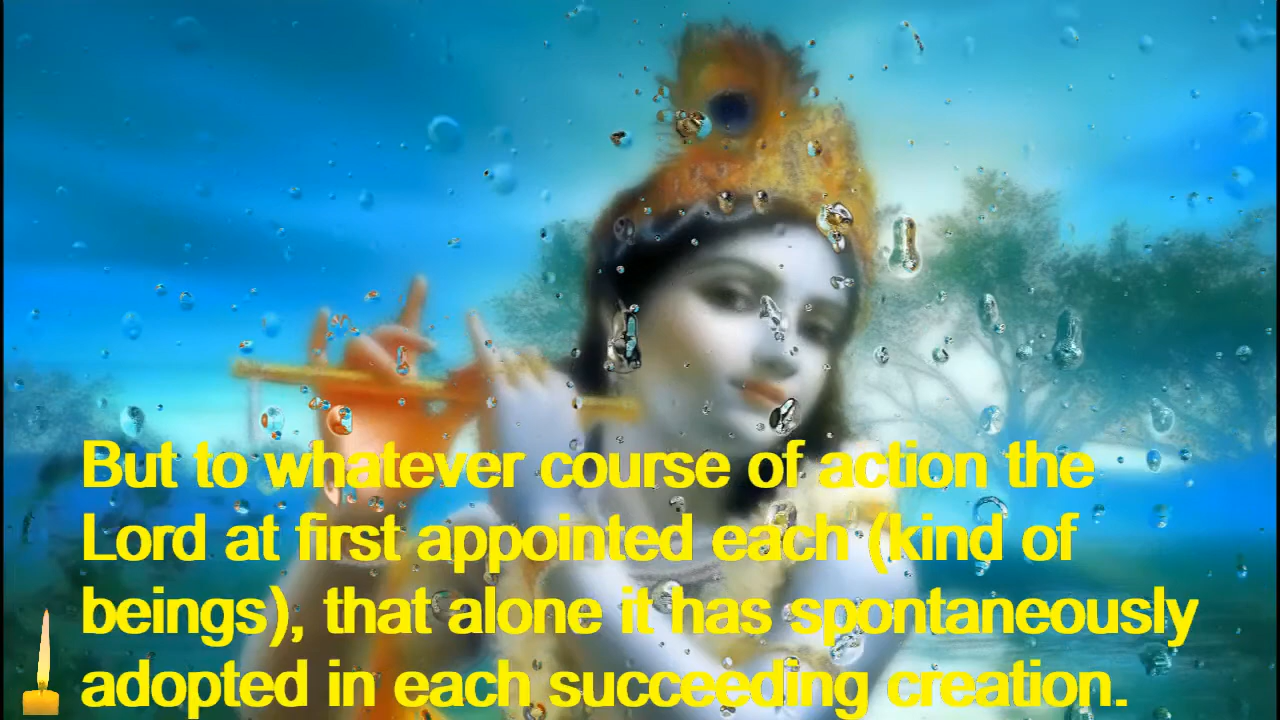 But to whatever course of action the
Lord at first appointed each (kind of
beings), that alone it has spontaneously
adopted in each succeeding creation.